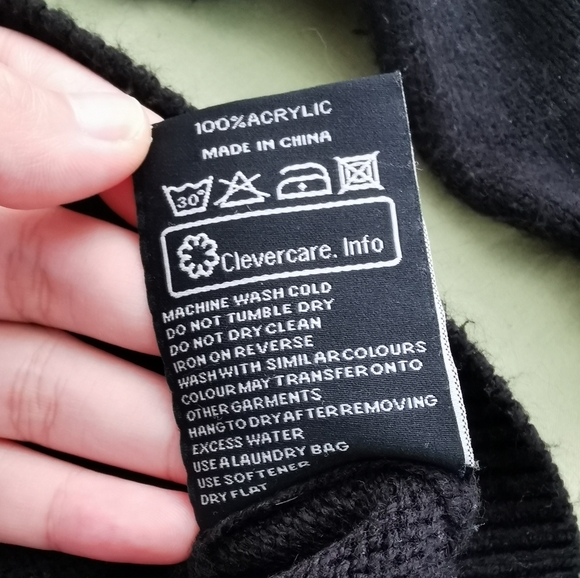 100%ACRYLIC
MADE IN CHINA
30°
Clevercare. Info
MACHINE WASH COLD
DO NOT TUMBLE DRY
DO NOT DRY CLEAN
IRON ON REVERSE
WASH WITH SIMILAR COLOURS
COLOUR MAY TRANSFER ONTO
OTHER GARMENTS
HANG TO DRY AFTER REMOVING
EXCESS WATER
USE A LAUNDRY BAG
USE SOFTENER
DRY FLAT